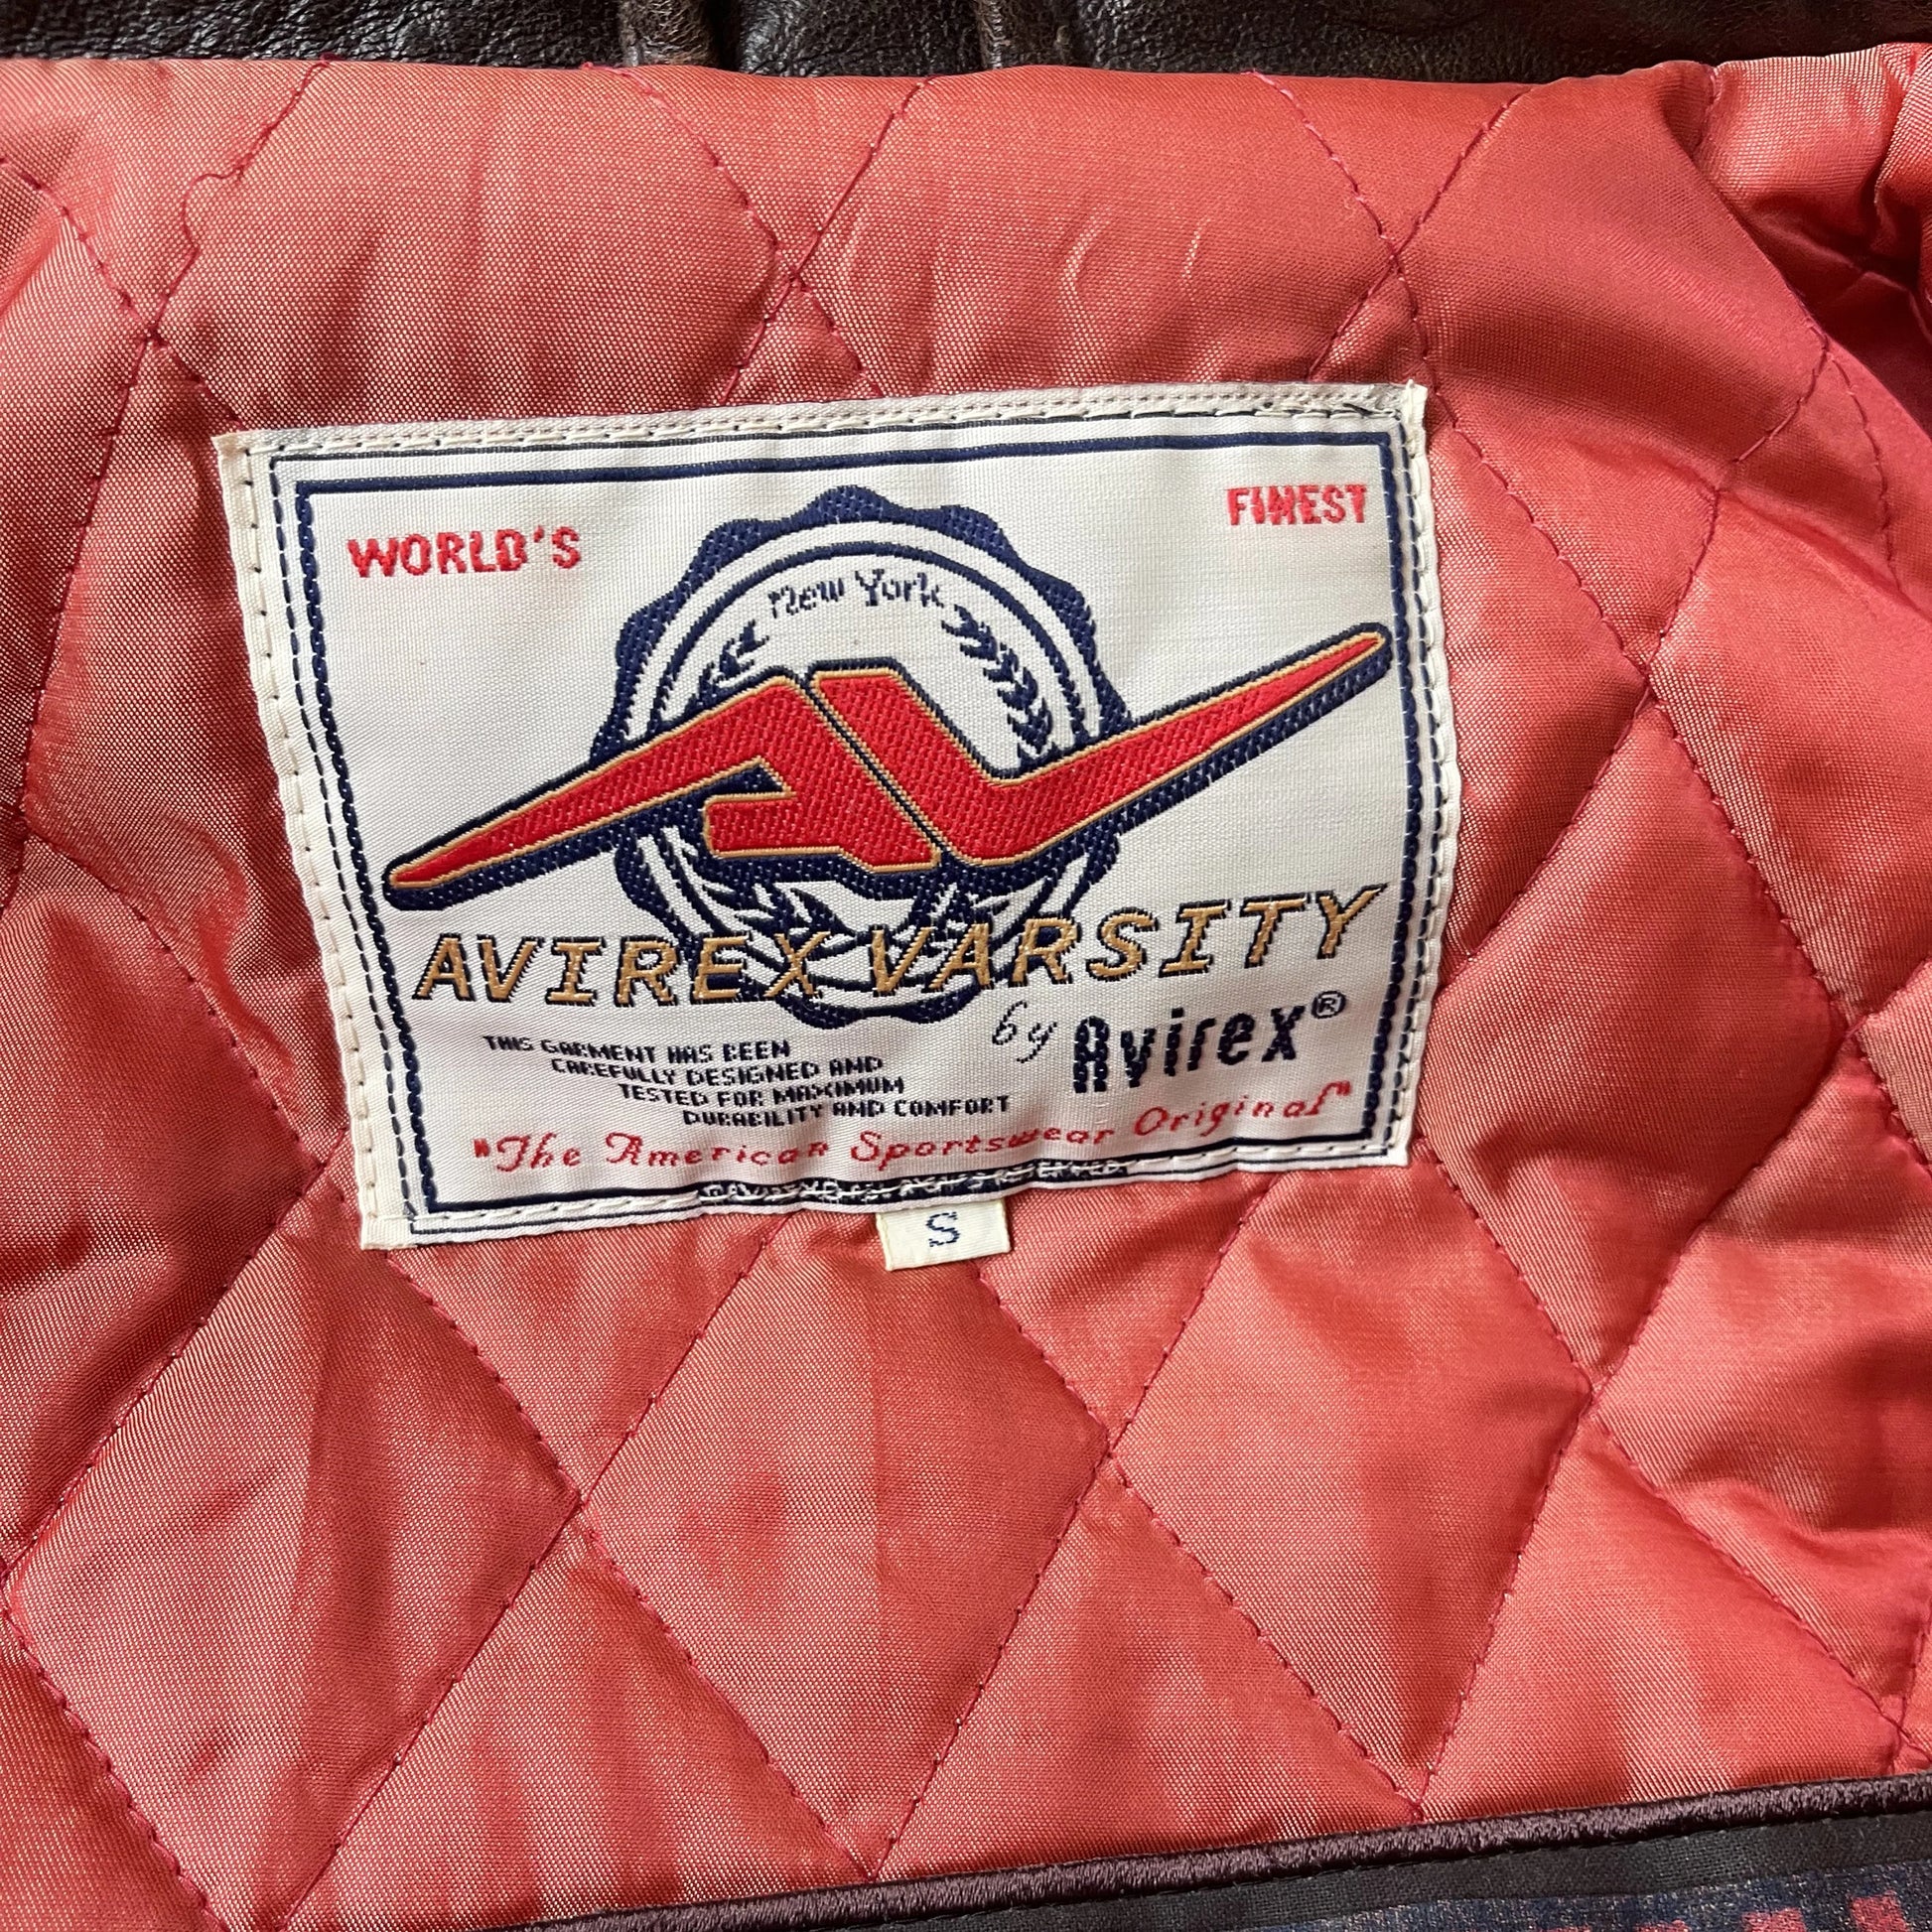 WORLD'S FINEST
New York
AVIREX VARSITY
by Avirex®
THIS GARMENT HAS BEEN
CAREFULLY DESIGNED AND
TESTED FOR MAXIMUM
DURABILITY AND COMFORT
"The American Sportswear Original"
S